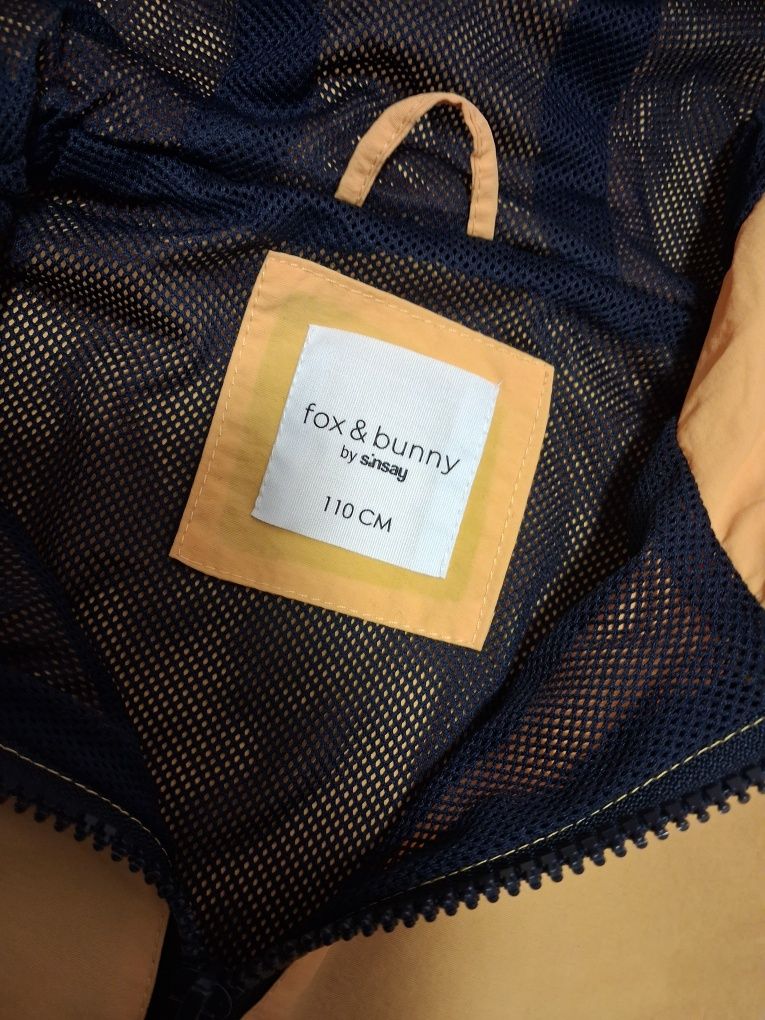 fox & bunny
by sinsay
110 CM